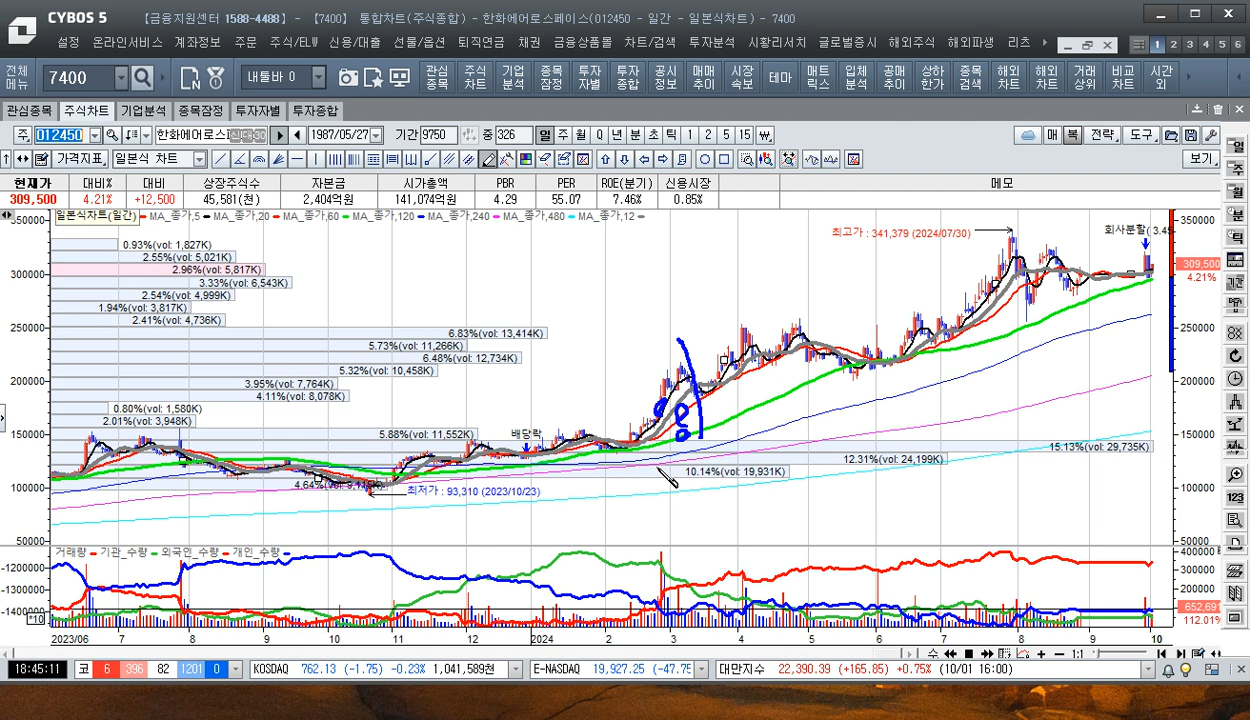 CYBOS 5
【금융지원센터 1588-4488】 - 【7400】 통합차트(주식종합) - 한화에어로스페이스(012450 - 일간 - 일본식차트) - 7400
설정 온라인서비스 계좌정보 주문 주식/ELW 신용/대출 선물/옵션 퇴직연금 채권 금융상품몰 차트/검색 투자분석 시황리서치 글로벌증시 해외주식 해외파생 리츠
1 2 3 4 5 6
전체메뉴 7400 내툴바 0 관심종목 주식차트 기업분석 종목잠정 투자자별 투자종합 공시정보 매매추이 시장속보 테마 매트릭스 입체분석 공매추이 상하한가 종목검색 해외차트 해외차트 거래상위 비교차트 시간외
관심종목 주식차트 기업분석 종목잠정 투자자별 투자종합
주 012450 한화에어로스 1987/05/27 기간 9750 중 326 일 주 월 Q 년 분 초 틱 1 2 5 15 매 복 전략 도구
가격지표 일본식 차트 보기
현재가 대비% 대비 상장주식수 자본금 시가총액 PBR PER ROE(분기) 신용시장 메모
309,500 4.21% +12,500 45,581(천) 2,404억원 141,074억원 4.29 55.07 7.46% 0.85%
일본식차트(일간) MA_종가,5 MA_종가,20 MA_종가,60 MA_종가,120 MA_종가,240 MA_종가,480 MA_종가,12
350000
300000
250000
200000
150000
100000
50000
최고가 : 341,379 (2024/07/30)
회사분할( 3.45
0.93%(vol: 1,827K)
2.55%(vol: 5,021K)
2.96%(vol: 5,817K)
3.33%(vol: 6,543K)
2.54%(vol: 4,999K)
1.94%(vol: 3,817K)
2.41%(vol: 4,736K)
6.83%(vol: 13,414K)
5.73%(vol: 11,266K)
6.48%(vol: 12,734K)
5.32%(vol: 10,458K)
3.95%(vol: 7,764K)
4.11%(vol: 8,078K)
0.80%(vol: 1,580K)
2.01%(vol: 3,948K)
5.88%(vol: 11,552K)
배당락
15.13%(vol: 29,735K)
12.31%(vol: 24,199K)
10.14%(vol: 19,931K)
최저가 : 93,310 (2023/10/23)
350000
309,500
4.21%
250000
200000
150000
100000
50000
거래량 기관_수량 외국인_수량 개인_수량
-1200000
-1300000
-1400000
*10
400000
300000
200000
652,691
112.01%
2023/06 7 8 9 10 11 12 2024 2 3 4 5 6 7 8 9 10
수 1:1
18:45:11 코 6 396 82 1201 0 KOSDAQ 762.13 (-1.75) -0.23% 1,041,589천 E-NASDAQ 19,927.25 (-47.75 대만지수 22,390.39 (+165.85) +0.75% (10/01 16:00)
일
주
월
분
틱
123